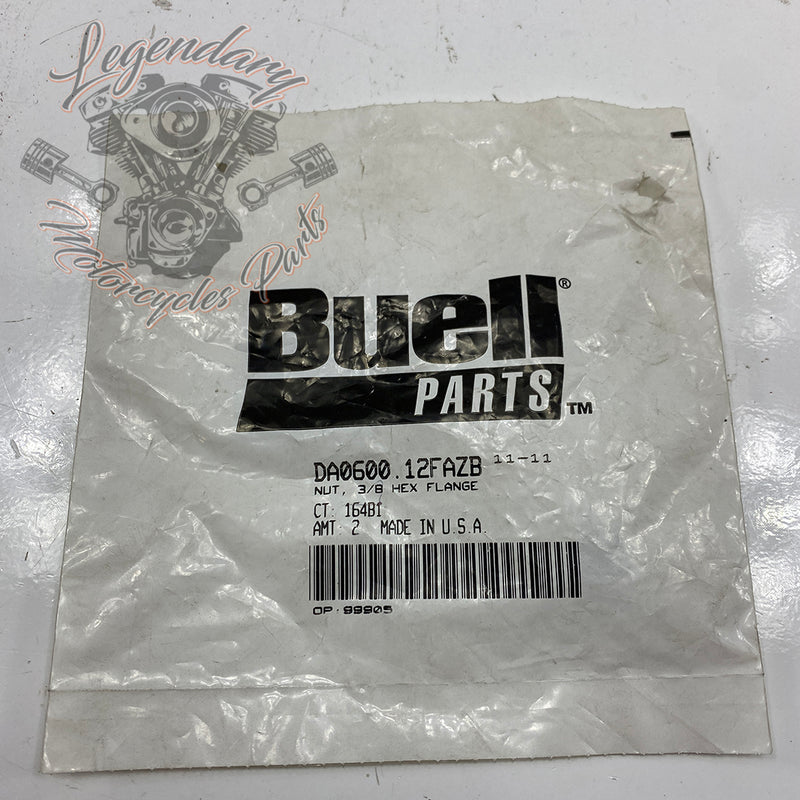 Legendary
Motorcycles Parts
Buell®
PARTS™
DA0600.12FAZB 11-11
NUT, 3/8 HEX FLANGE
CT: 164B1
AMT: 2 MADE IN U.S.A.
OP-99905